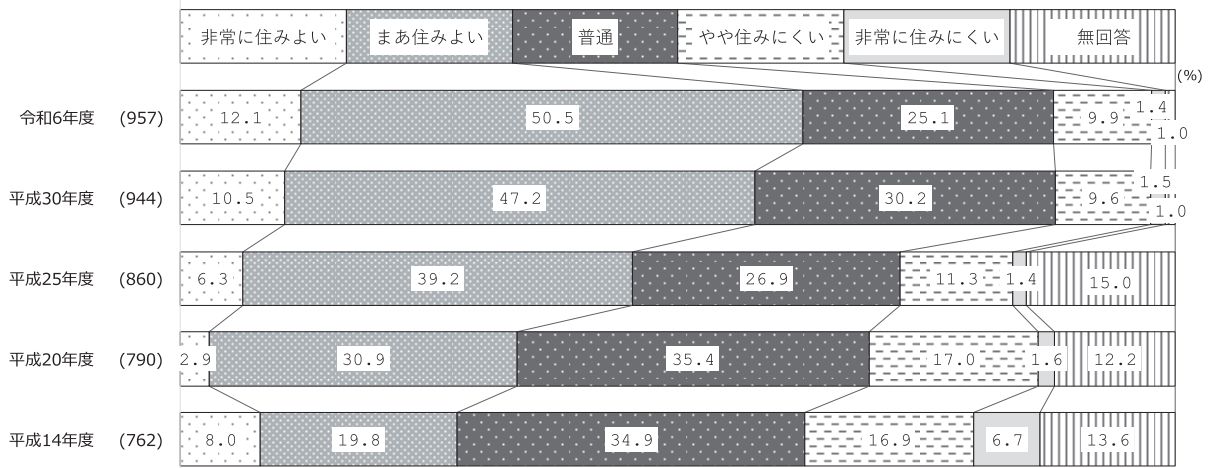 非常に住みよい まあ住みよい 普通 やや住みにくい 非常に住みにくい 無回答
(%)
令和6年度 (957) 12.1 50.5 25.1 9.9 1.4 1.0
平成30年度 (944) 10.5 47.2 30.2 9.6 1.5 1.0
平成25年度 (860) 6.3 39.2 26.9 11.3 1.4 15.0
平成20年度 (790) 2.9 30.9 35.4 17.0 1.6 12.2
平成14年度 (762) 8.0 19.8 34.9 16.9 6.7 13.6